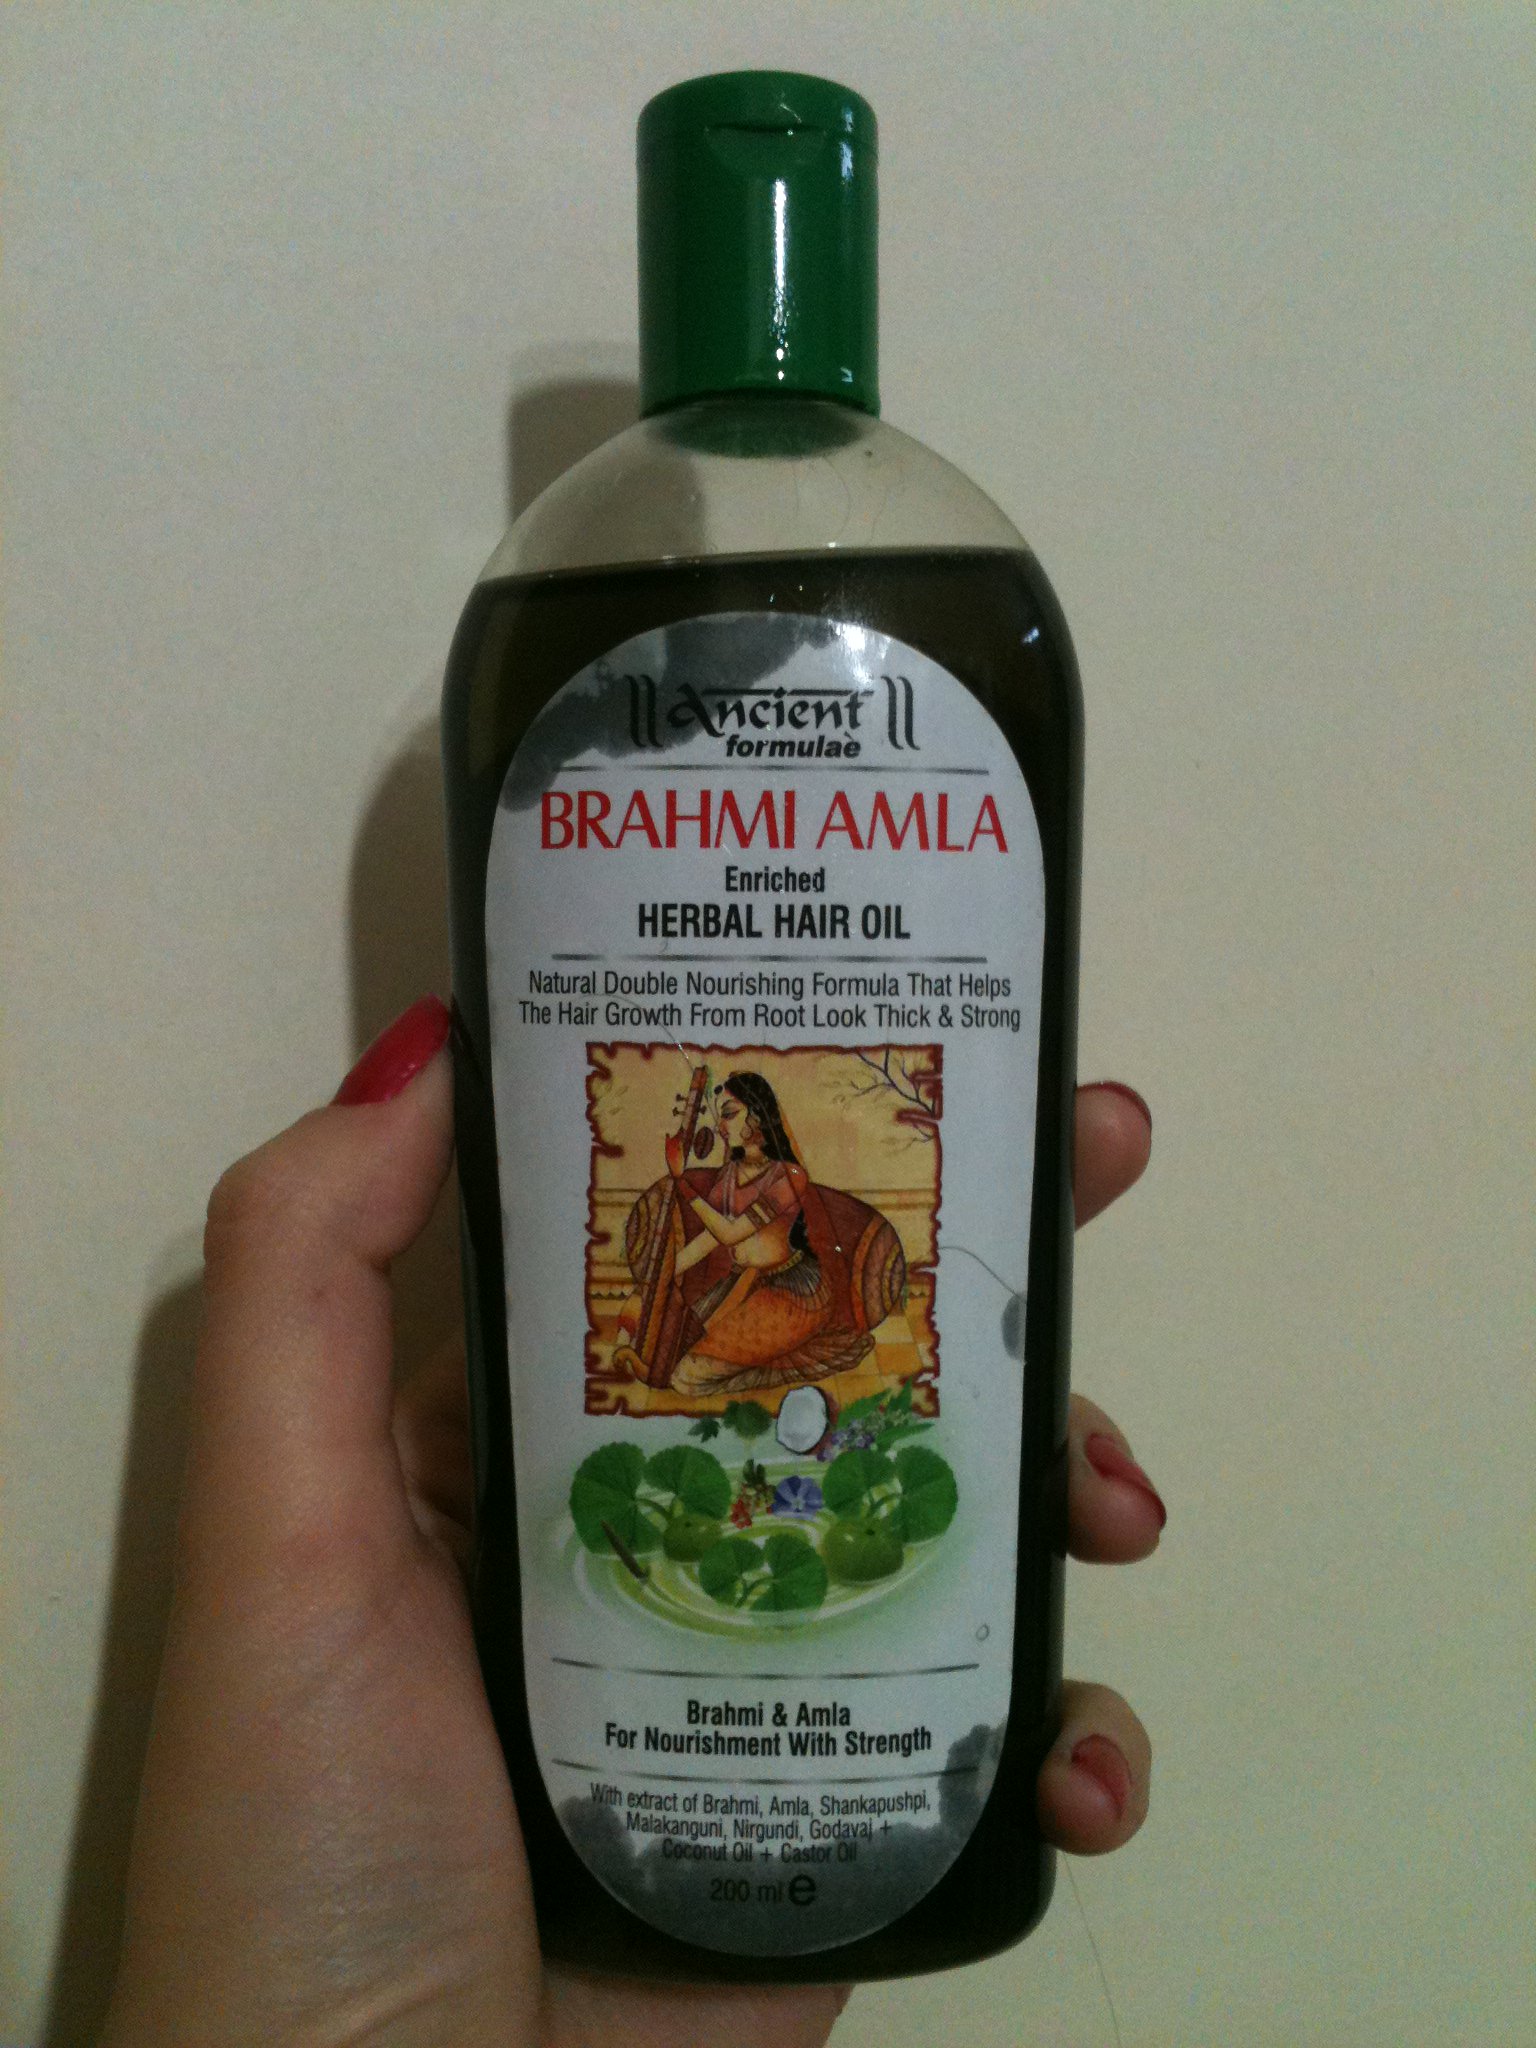 Ancient
formulaè
BRAHMI AMLA
Enriched
HERBAL HAIR OIL
Natural Double Nourishing Formula That Helps
The Hair Growth From Root Look Thick & Strong
Brahmi & Amla
For Nourishment With Strength
With extract of Brahmi, Amla, Shankapushpi,
Malakanguni, Nirgundi, Godavaj +
Coconut Oil + Castor Oil
200 ml e